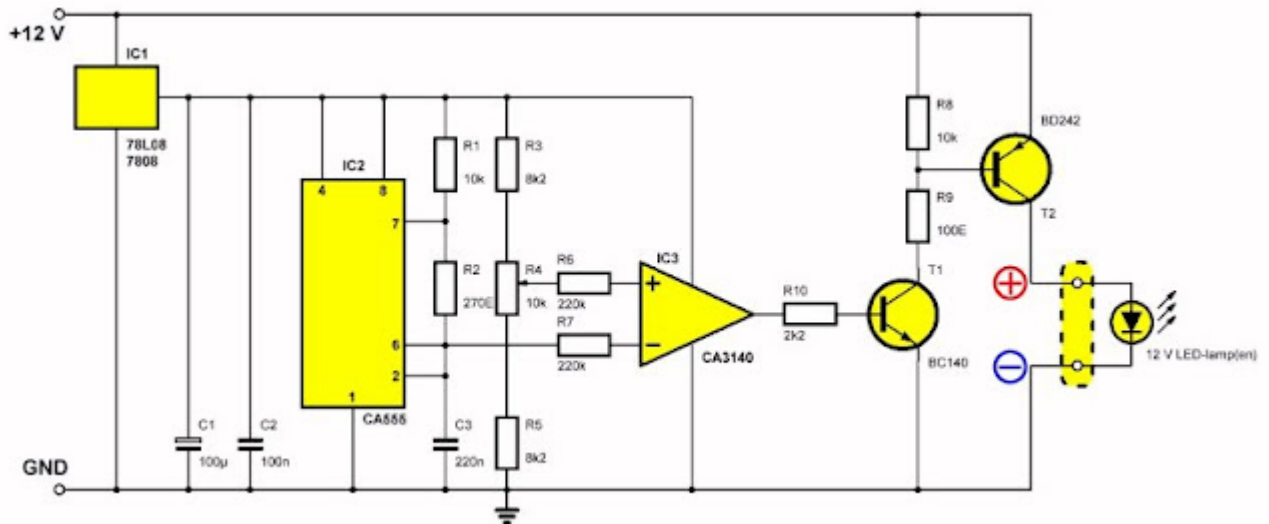 +12 V
IC1
78L08
7808
IC2
4
8
7
6
2
1
CA555
C1
100µ
C2
100n
R1
10k
R2
270E
C3
220n
R3
8k2
R4
10k
R5
8k2
R6
220k
R7
220k
IC3
+
−
CA3140
R10
2k2
R8
10k
R9
100E
T1
BC140
BD242
T2
+
−
12 V LED-lamp(en)
GND